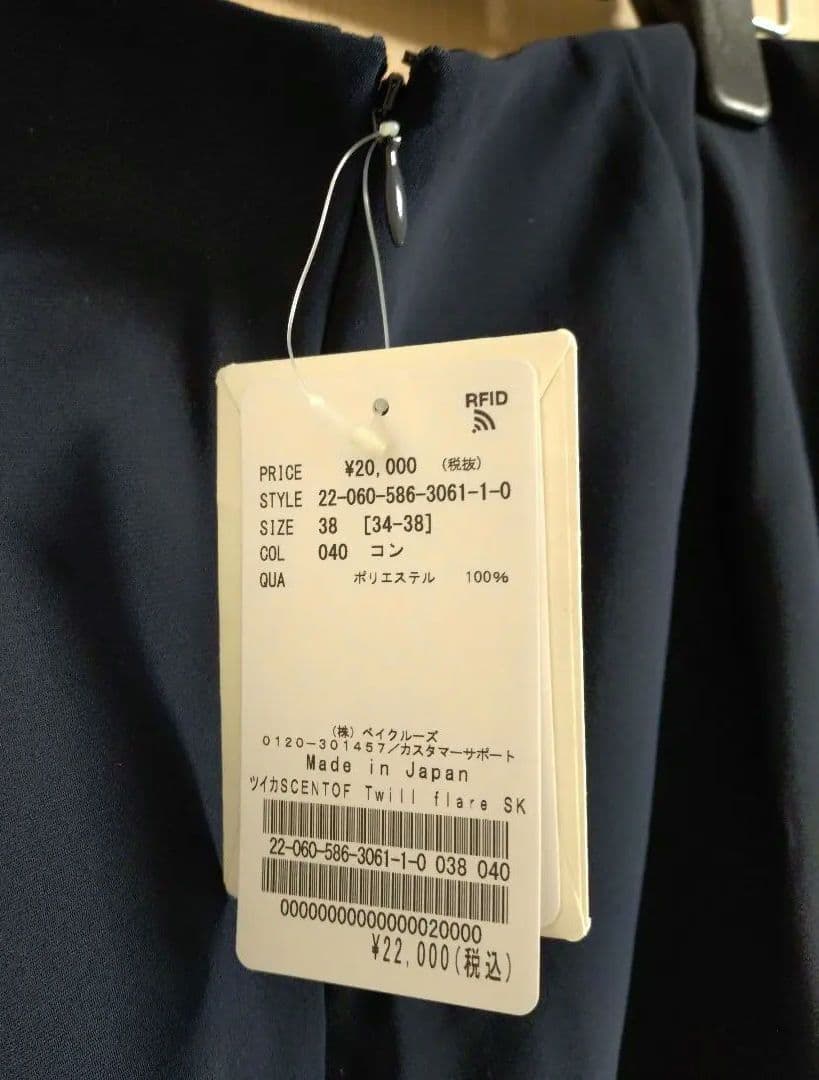 RFID
PRICE ¥20,000 (税抜)
STYLE 22-060-586-3061-1-0
SIZE 38 [34-38]
COL 040 コン
QUA ポリエステル 100%
(株) ベイクルーズ
0120-301457/カスタマーサポート
Made in Japan
ツイカSCENTOF Twill flare SK
22-060-586-3061-1-0 038 040
00000000000000020000
¥22,000(税込)